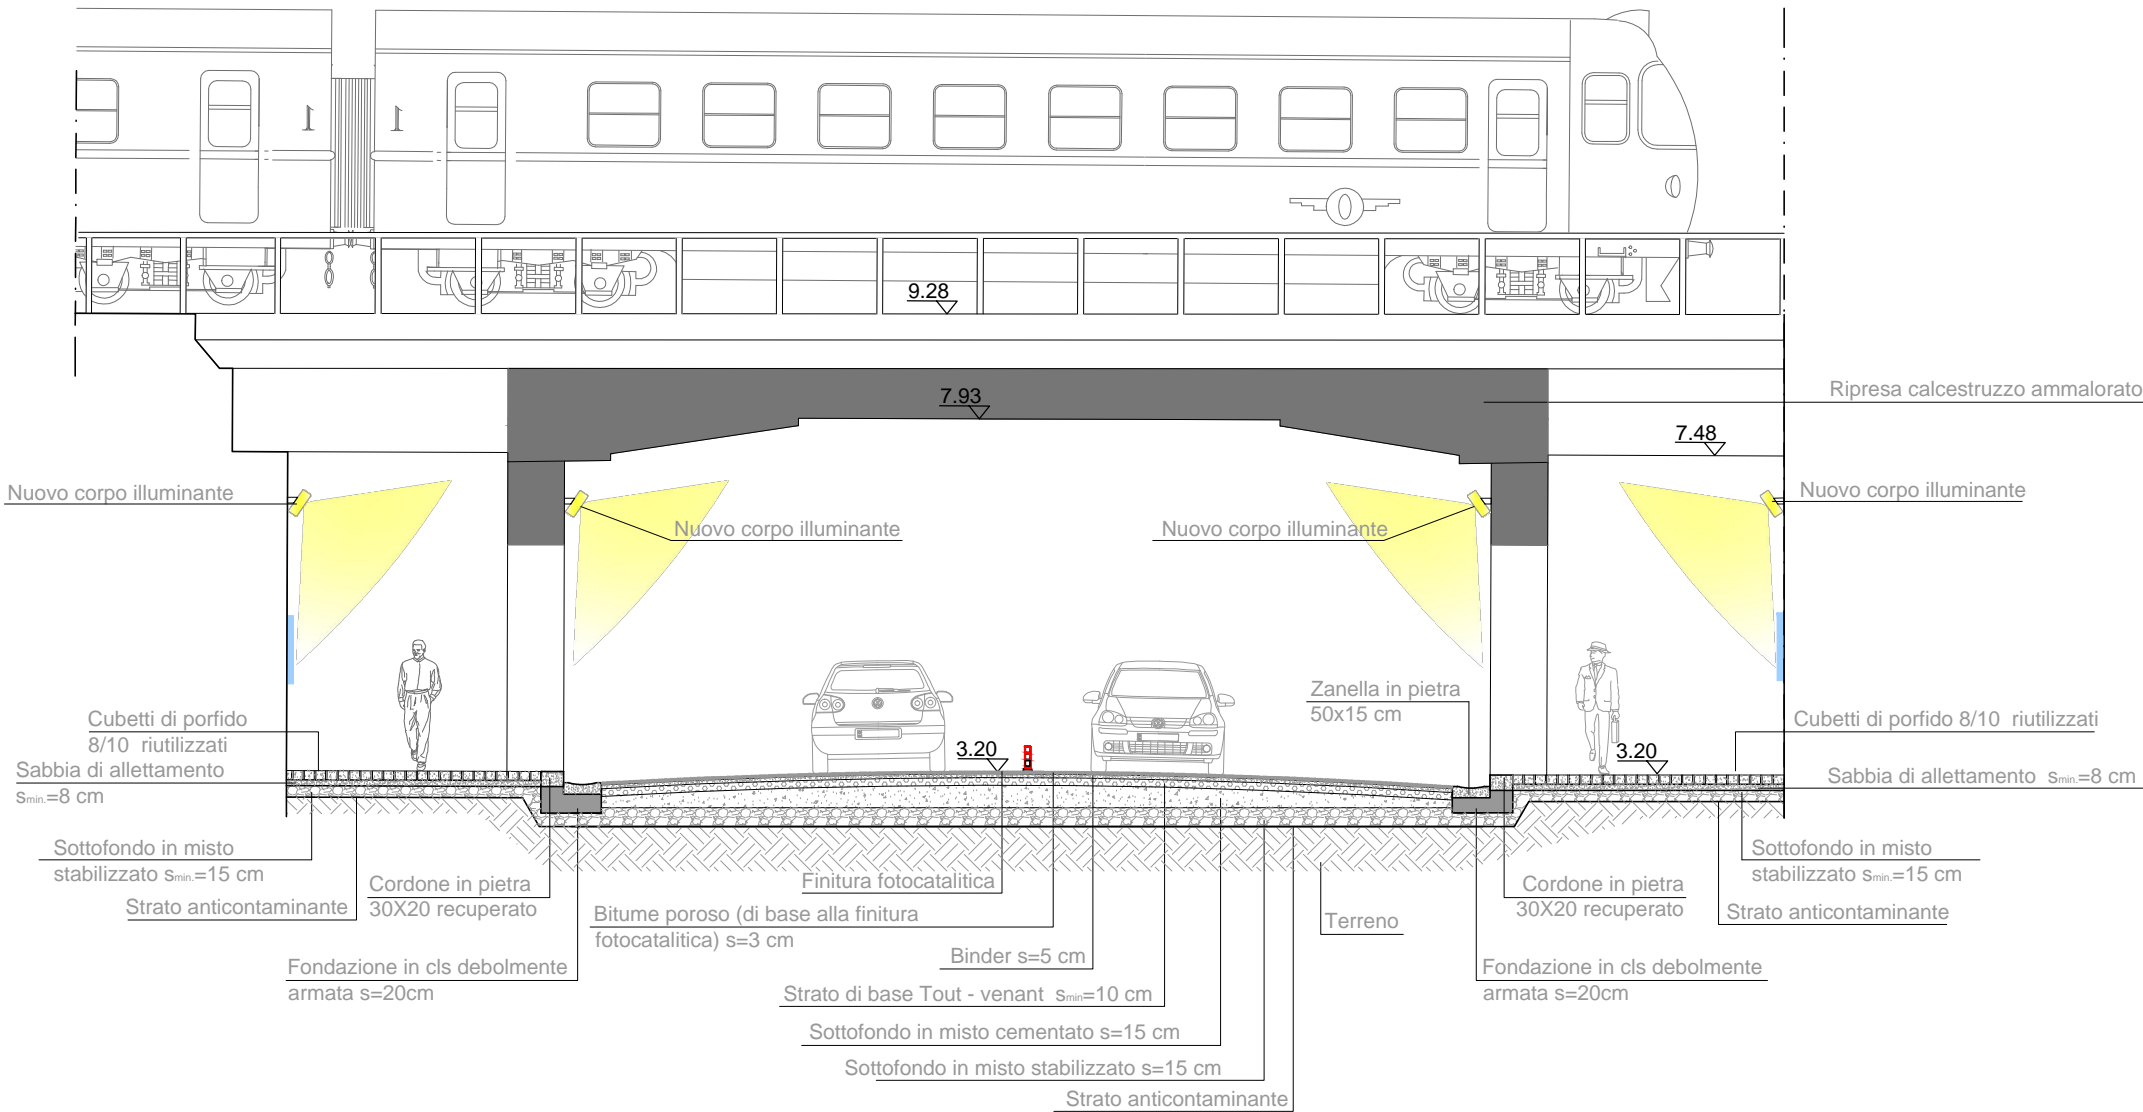 1
1
9.28
7.93
Ripresa calcestruzzo ammalorato
7.48
Nuovo corpo illuminante
Nuovo corpo illuminante
Nuovo corpo illuminante
Nuovo corpo illuminante
Zanella in pietra
50x15 cm
Cubetti di porfido
8/10 riutilizzati
3.20
3.20
Cubetti di porfido 8/10 riutilizzati
Sabbia di allettamento
smin.=8 cm
Sabbia di allettamento smin.=8 cm
Sottofondo in misto
stabilizzato smin.=15 cm
Sottofondo in misto
stabilizzato smin.=15 cm
Strato anticontaminante
Cordone in pietra
30X20 recuperato
Finitura fotocatalitica
Cordone in pietra
30X20 recuperato
Strato anticontaminante
Bitume poroso (di base alla finitura
fotocatalitica) s=3 cm
Terreno
Binder s=5 cm
Fondazione in cls debolmente
armata s=20cm
Fondazione in cls debolmente
armata s=20cm
Strato di base Tout - venant smin=10 cm
Sottofondo in misto cementato s=15 cm
Sottofondo in misto stabilizzato s=15 cm
Strato anticontaminante